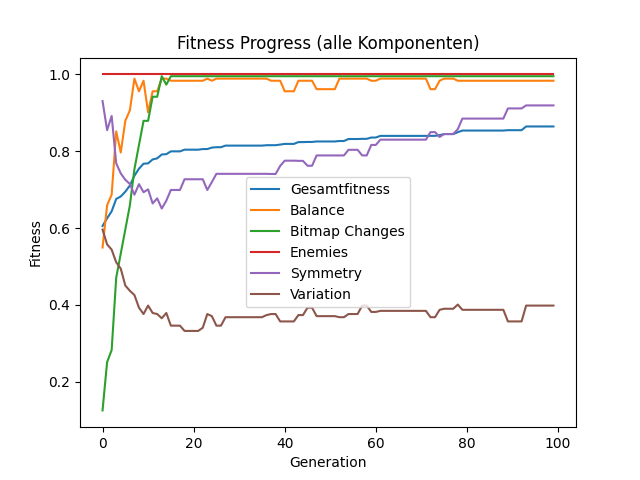 Fitness Progress (alle Komponenten)
1.0
0.8
0.6
0.4
0.2
Fitness
Gesamtfitness
Balance
Bitmap Changes
Enemies
Symmetry
Variation
0 20 40 60 80 100
Generation